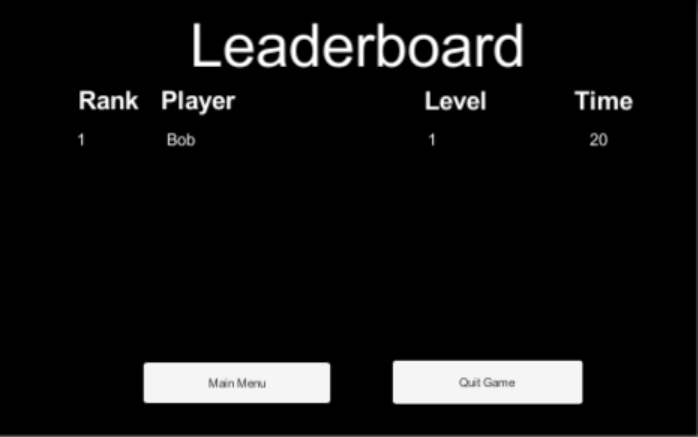 Leaderboard
Rank Player Level Time
1 Bob 1 20
Main Menu Quit Game